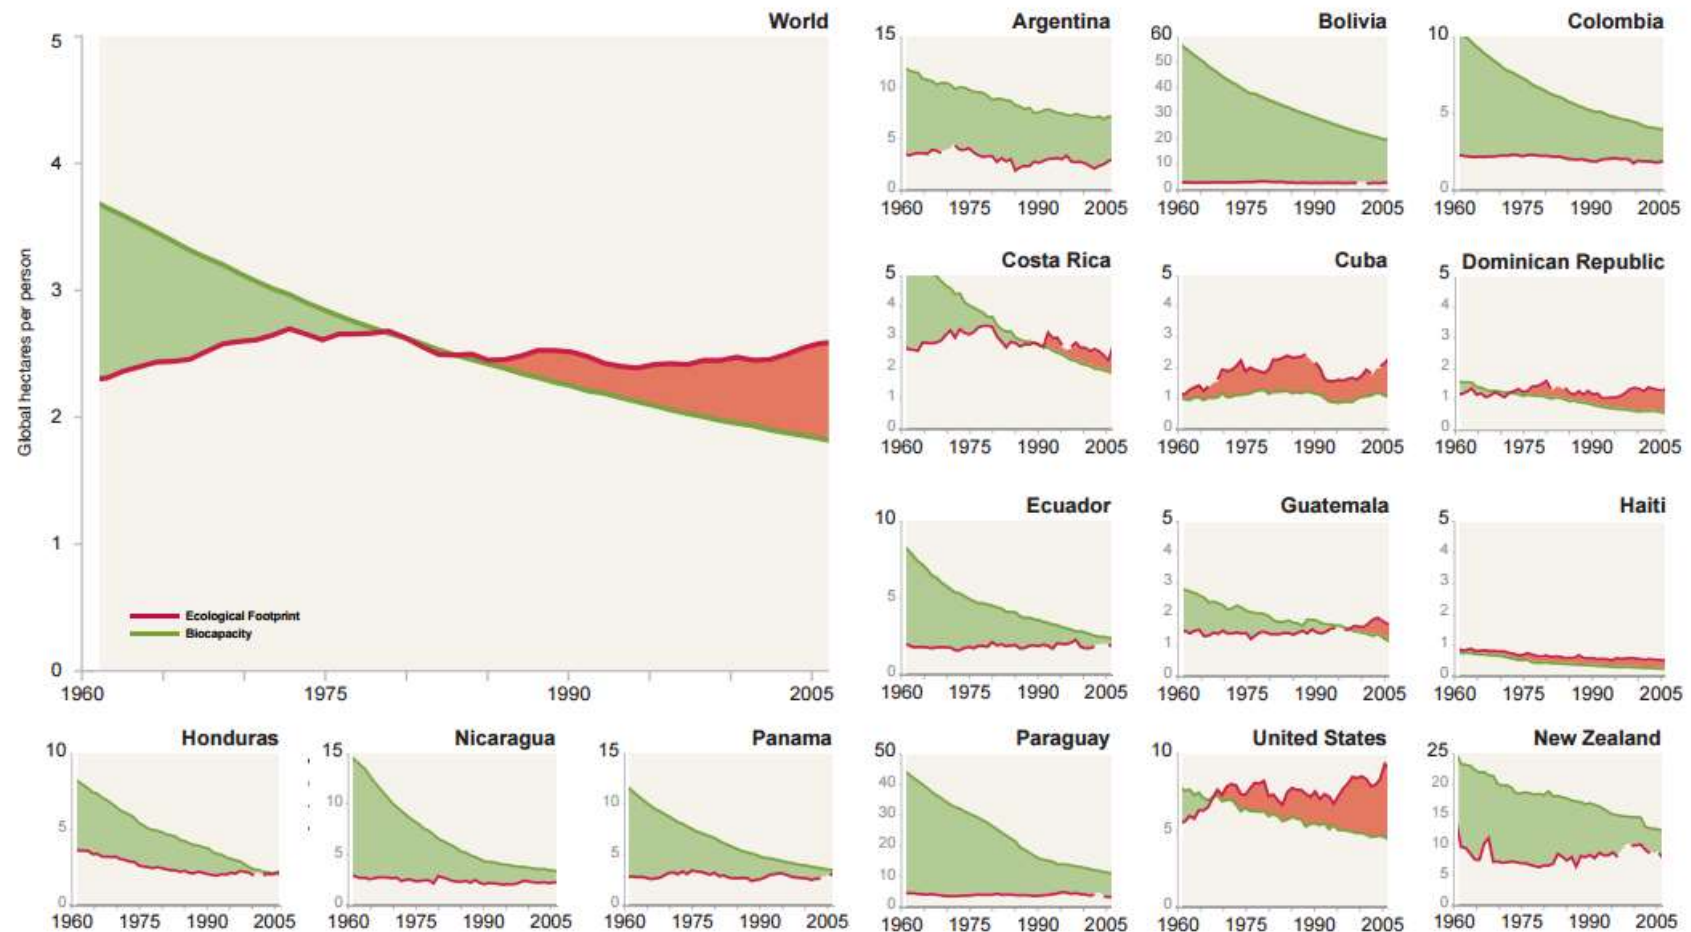 World
5
4
3
2
1
0
Global hectares per person
Ecological Footprint
Biocapacity
1960 1975 1990 2005
Argentina
15
10
5
0
1960 1975 1990 2005
Bolivia
60
50
40
30
20
10
0
1960 1975 1990 2005
Colombia
10
5
0
1960 1975 1990 2005
Costa Rica
5
4
3
2
1
0
1960 1975 1990 2005
Cuba
5
4
3
2
1
0
1960 1975 1990 2005
Dominican Republic
5
4
3
2
1
0
1960 1975 1990 2005
Ecuador
10
5
0
1960 1975 1990 2005
Guatemala
5
4
3
2
1
0
1960 1975 1990 2005
Haiti
5
4
3
2
1
0
1960 1975 1990 2005
Honduras
10
5
0
1960 1975 1990 2005
Nicaragua
15
10
5
0
1960 1975 1990 2005
Panama
15
10
5
0
1960 1975 1990 2005
Paraguay
50
40
30
20
10
0
1960 1975 1990 2005
United States
10
5
0
1960 1975 1990 2005
New Zealand
25
20
15
10
5
0
1960 1975 1990 2005